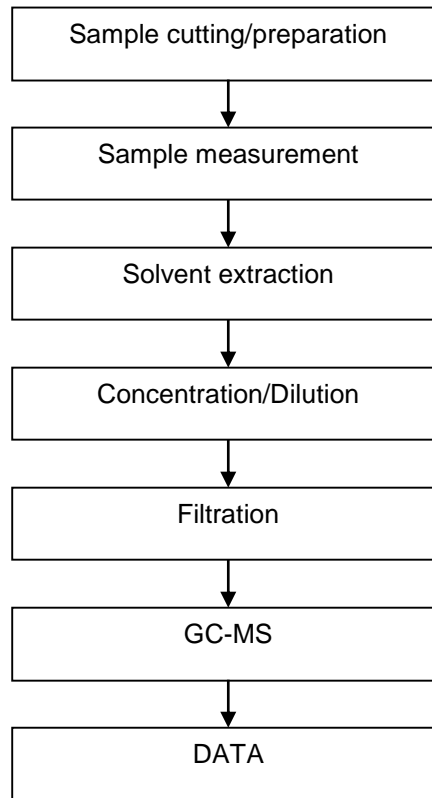 Sample cutting/preparation
Sample measurement
Solvent extraction
Concentration/Dilution
Filtration
GC-MS
DATA